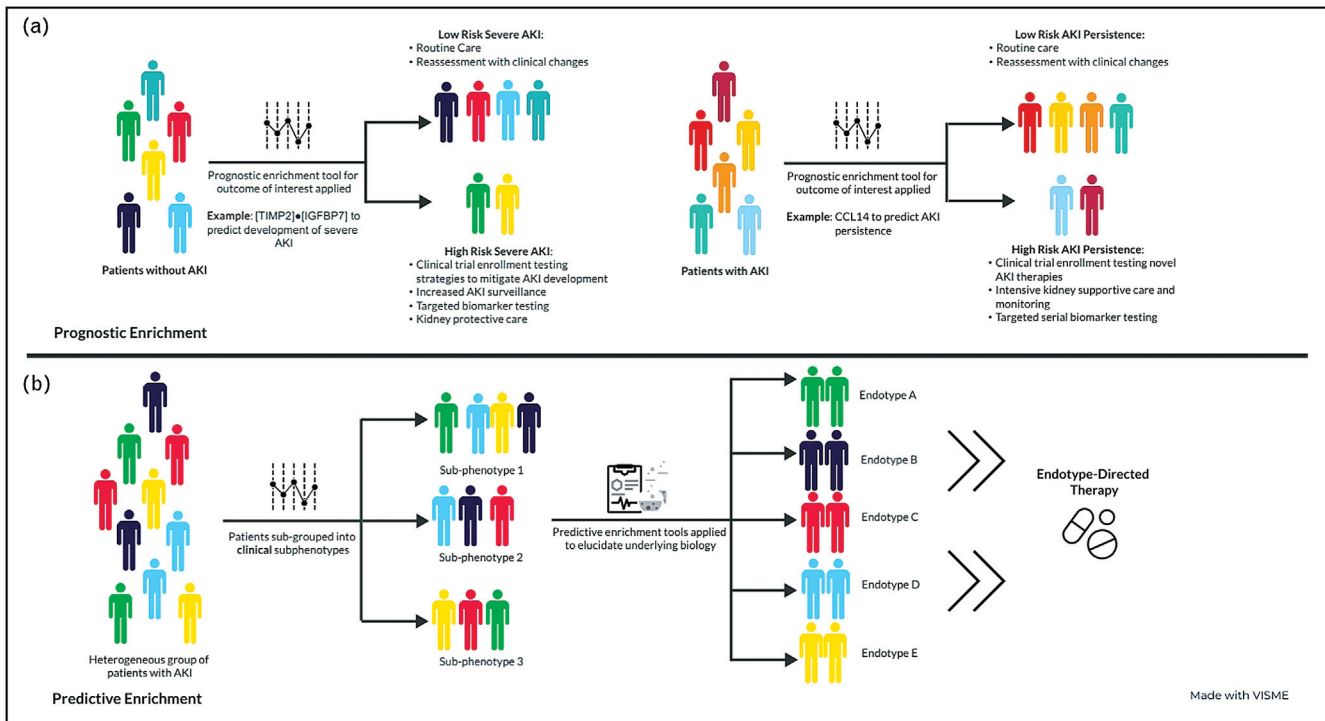 (a)
Patients without AKI
Prognostic enrichment tool for
outcome of interest applied
Example: [TIMP2]●[IGFBP7] to
predict development of severe
AKI
Low Risk Severe AKI:
• Routine Care
• Reassessment with clinical changes
High Risk Severe AKI:
• Clinical trial enrollment testing
strategies to mitigate AKI development
• Increased AKI surveillance
• Targeted biomarker testing
• Kidney protective care
Patients with AKI
Prognostic enrichment tool for
outcome of interest applied
Example: CCL14 to predict AKI
persistence
Low Risk AKI Persistence:
• Routine care
• Reassessment with clinical changes
High Risk AKI Persistence:
• Clinical trial enrollment testing novel
AKI therapies
• Intensive kidney supportive care and
monitoring
• Targeted serial biomarker testing
Prognostic Enrichment
(b)
Heterogeneous group of
patients with AKI
Patients sub-grouped into
clinical subphenotypes
Sub-phenotype 1
Sub-phenotype 2
Sub-phenotype 3
Predictive enrichment tools applied
to elucidate underlying biology
Endotype A
Endotype B
Endotype C
Endotype D
Endotype E
Endotype-Directed
Therapy
Predictive Enrichment
Made with VISME